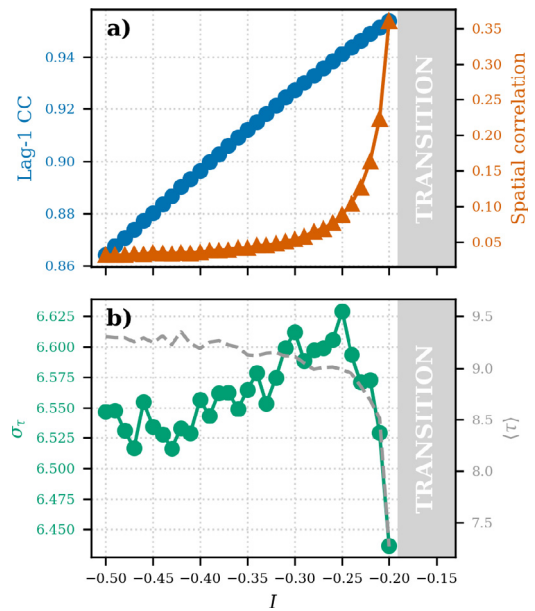 a)
Lag-1 CC
0.94
0.92
0.90
0.88
0.86
TRANSITION
0.35
0.30
0.25
0.20
0.15
0.10
0.05
Spatial correlation
b)
σ_τ
6.625
6.600
6.575
6.550
6.525
6.500
6.475
6.450
TRANSITION
9.5
9.0
8.5
8.0
7.5
⟨τ⟩
−0.50 −0.45 −0.40 −0.35 −0.30 −0.25 −0.20 −0.15
I